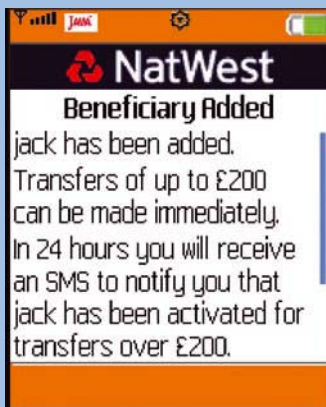 Java
NatWest
Beneficiary Added
jack has been added.
Transfers of up to £200
can be made immediately.
In 24 hours you will receive
an SMS to notify you that
jack has been activated for
transfers over £200.